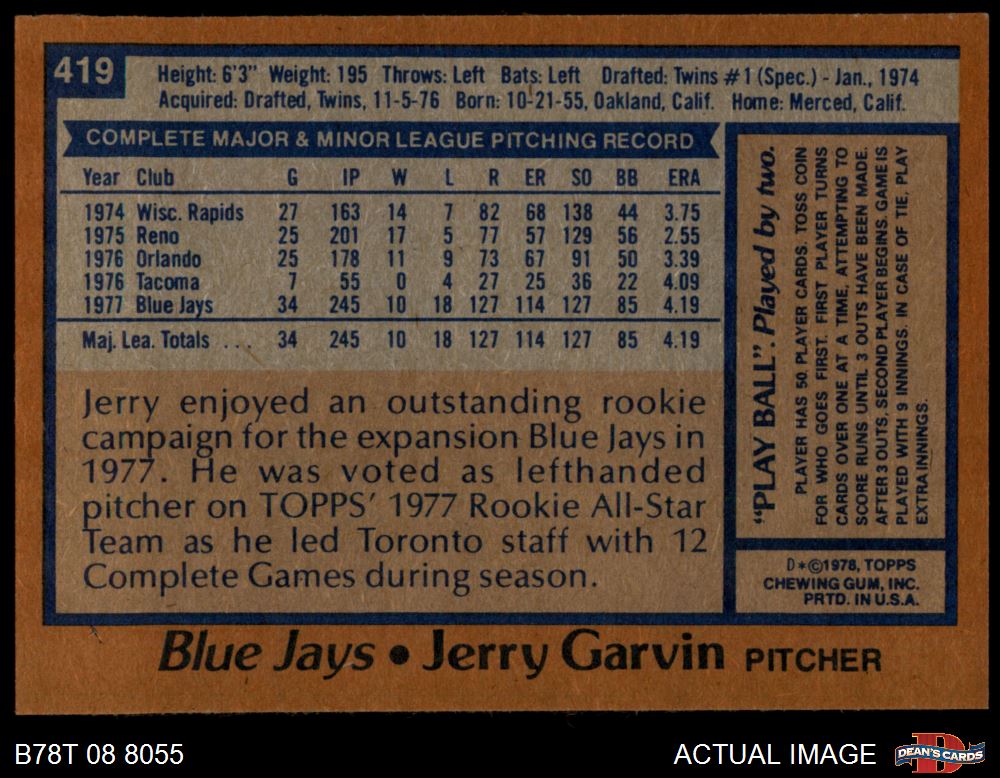 419
Height: 6'3" Weight: 195 Throws: Left Bats: Left Drafted: Twins #1 (Spec.) - Jan., 1974
Acquired: Drafted, Twins, 11-5-76 Born: 10-21-55, Oakland, Calif. Home: Merced, Calif.
COMPLETE MAJOR & MINOR LEAGUE PITCHING RECORD
Year Club G IP W L R ER SO BB ERA
1974 Wisc. Rapids 27 163 14 7 82 68 138 44 3.75
1975 Reno 25 201 17 5 77 57 129 56 2.55
1976 Orlando 25 178 11 9 73 67 91 50 3.39
1976 Tacoma 7 55 0 4 27 25 36 22 4.09
1977 Blue Jays 34 245 10 18 127 114 127 85 4.19
Maj. Lea. Totals ... 34 245 10 18 127 114 127 85 4.19
Jerry enjoyed an outstanding rookie
campaign for the expansion Blue Jays in
1977. He was voted as lefthanded
pitcher on TOPPS' 1977 Rookie All-Star
Team as he led Toronto staff with 12
Complete Games during season.
"PLAY BALL". Played by two.
PLAYER HAS 50 PLAYER CARDS. TOSS COIN
FOR WHO GOES FIRST. FIRST PLAYER TURNS
CARDS OVER ONE AT A TIME, ATTEMPTING TO
SCORE RUNS UNTIL 3 OUTS HAVE BEEN MADE.
AFTER 3 OUTS, SECOND PLAYER BEGINS. GAME IS
PLAYED WITH 9 INNINGS. IN CASE OF TIE, PLAY
EXTRA INNINGS.
D*©1978, TOPPS
CHEWING GUM, INC.
PRTD. IN U.S.A.
Blue Jays • Jerry Garvin PITCHER
B78T 08 8055
ACTUAL IMAGE
DEAN'S CARDS